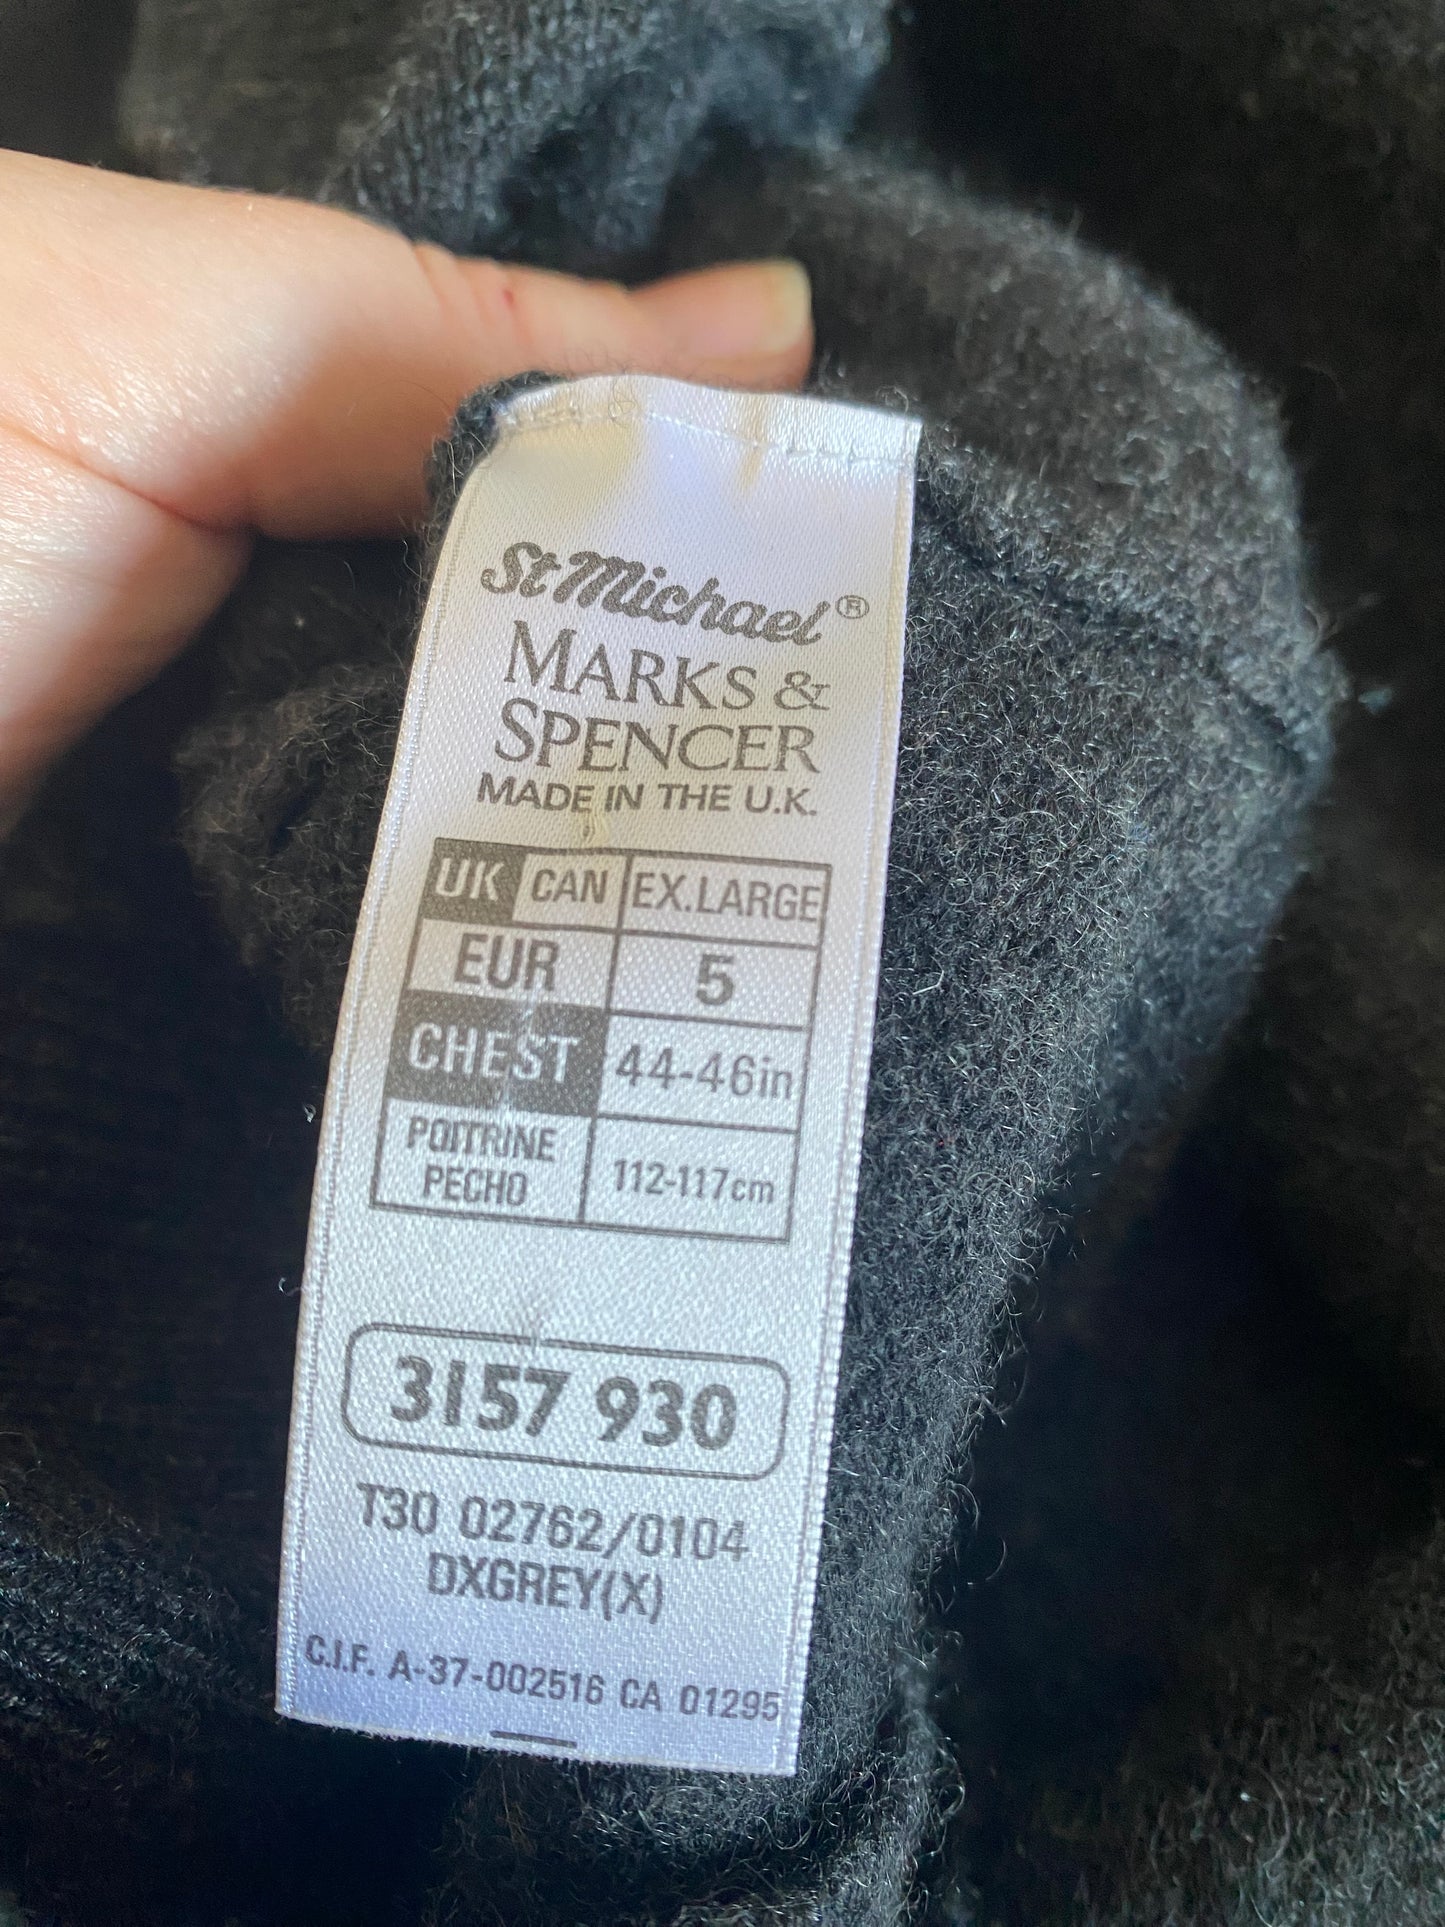 St Michael®
MARKS &
SPENCER
MADE IN THE U.K.
UK CAN EX.LARGE
EUR 5
CHEST 44-46in
POITRINE
PECHO 112-117cm
3157 930
T30 02762/0104
DXGREY(X)
C.I.F. A-37-002516 CA 01295